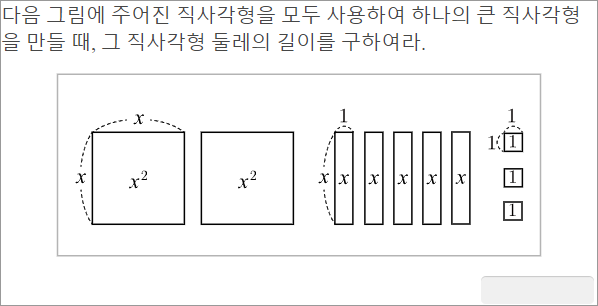 다음 그림에 주어진 직사각형을 모두 사용하여 하나의 큰 직사각형
을 만들 때, 그 직사각형 둘레의 길이를 구하여라.
x 1 1
x x² x² x x x x x x 1 1
1
1